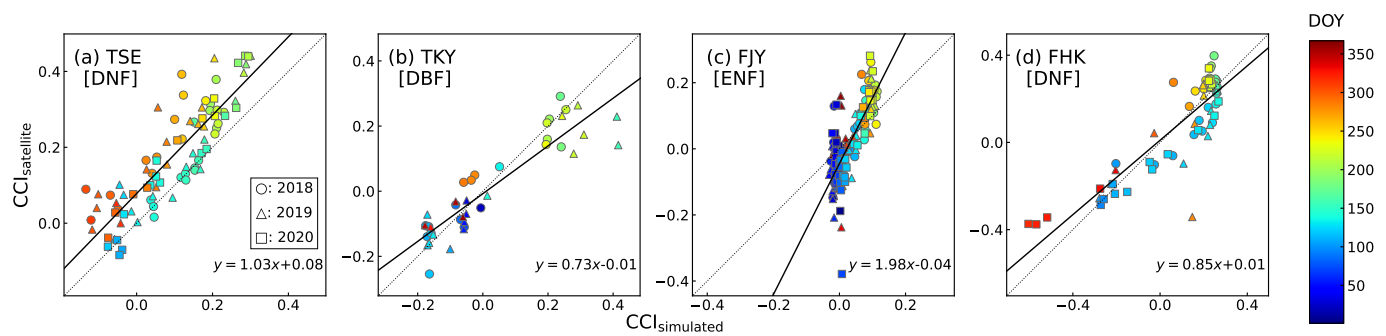 (a) TSE
[DNF]
0.4
0.2
0.0
0.0
0.2
0.4
○: 2018
△: 2019
□: 2020
y = 1.03x+0.08
CCI_satellite
(b) TKY
[DBF]
0.4
0.2
0.0
−0.2
−0.2
0.0
0.2
0.4
y = 0.73x-0.01
CCI_simulated
(c) FJY
[ENF]
0.2
0.0
−0.2
−0.4
−0.4
−0.2
0.0
0.2
y = 1.98x-0.04
(d) FHK
[DNF]
0.4
0.0
−0.4
−0.4
0.0
0.4
y = 0.85x+0.01
DOY
350
300
250
200
150
100
50